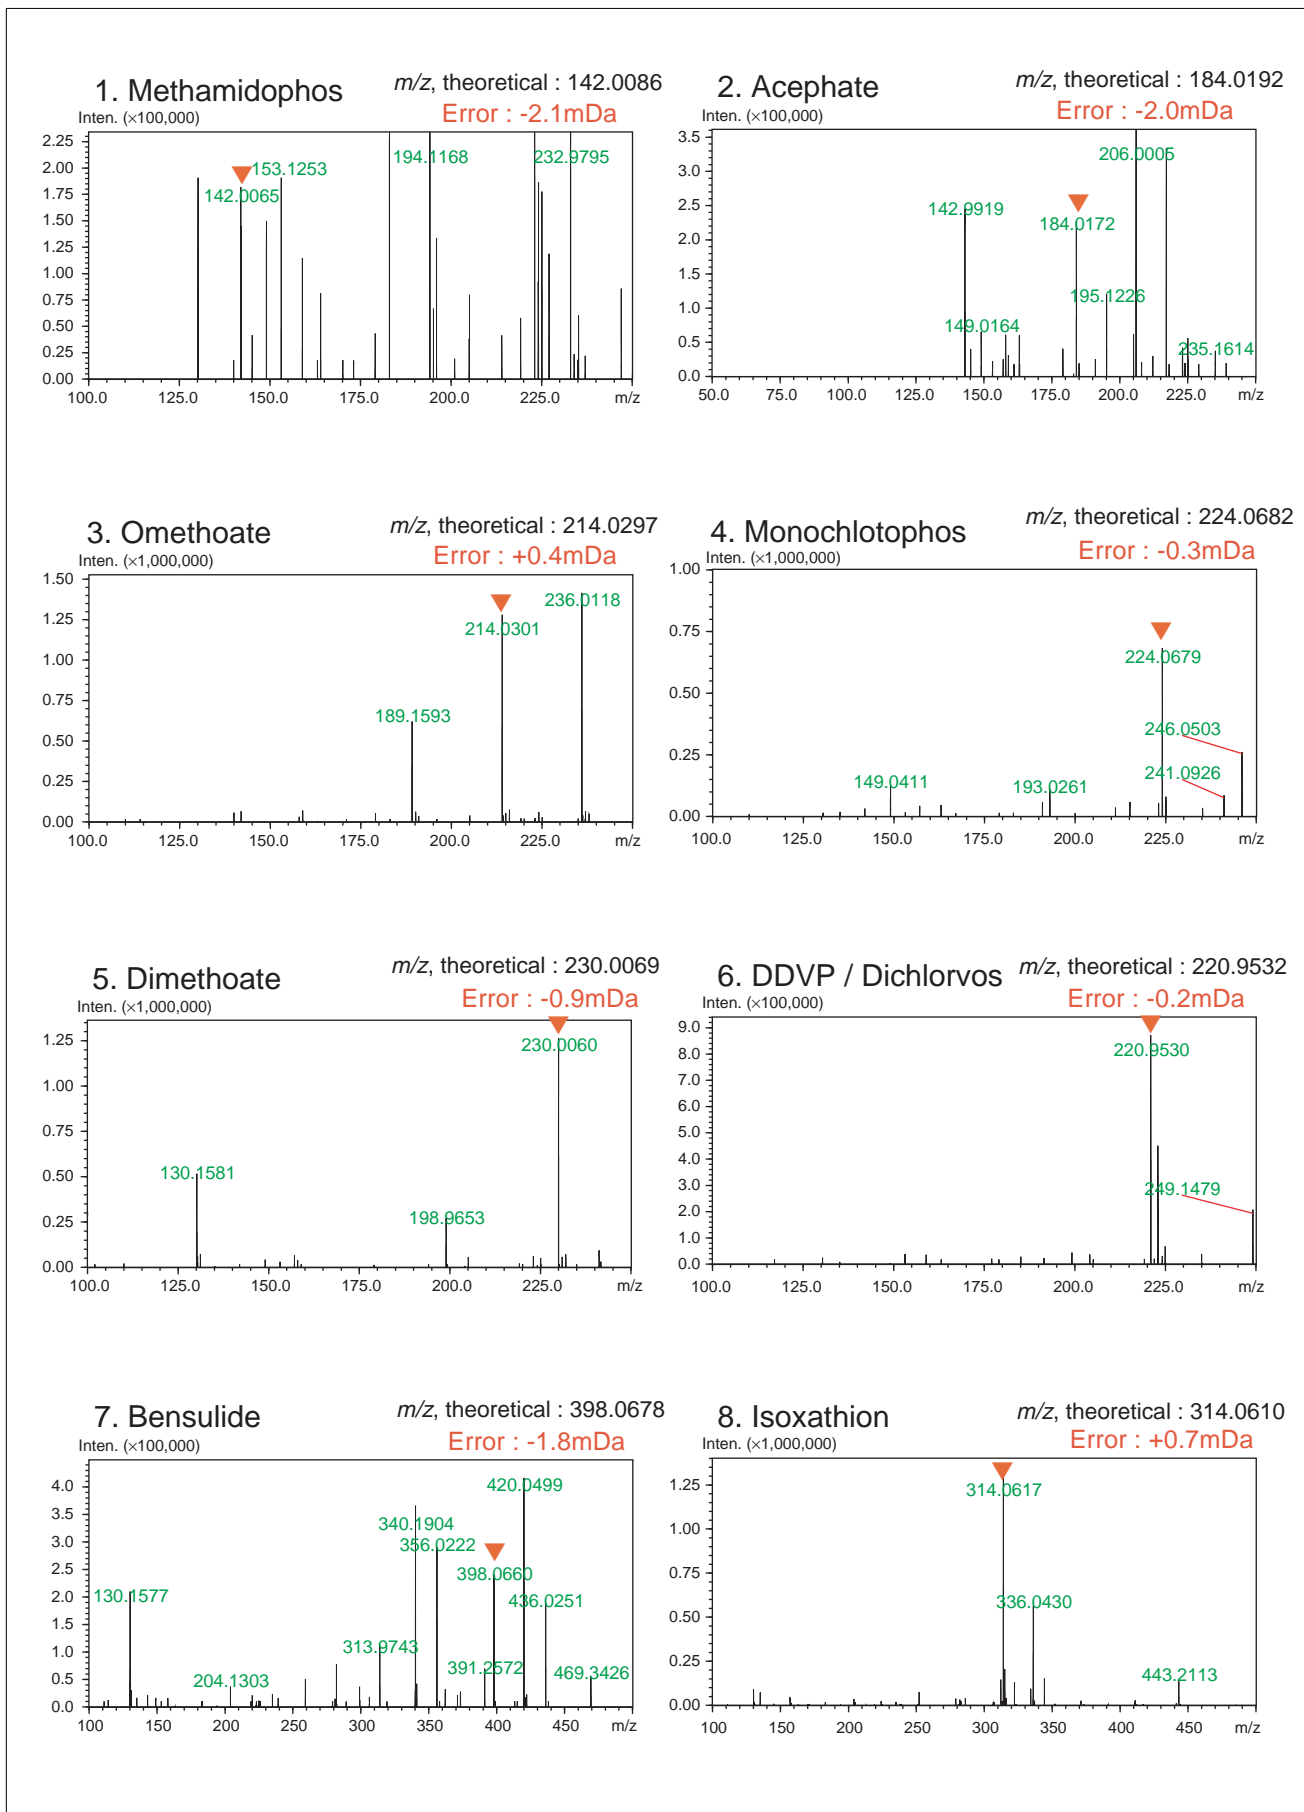 1. Methamidophos
m/z, theoretical : 142.0086
Error : -2.1mDa
Inten. (×100,000)
2.25
2.00
1.75
1.50
1.25
1.00
0.75
0.50
0.25
0.00
142.0065
153.1253
194.1168
232.9795
100.0 125.0 150.0 175.0 200.0 225.0 m/z
2. Acephate
m/z, theoretical : 184.0192
Error : -2.0mDa
Inten. (×100,000)
3.5
3.0
2.5
2.0
1.5
1.0
0.5
0.0
142.9919
149.0164
184.0172
195.1226
206.0005
235.1614
50.0 100.0 125.0 150.0 175.0 200.0 225.0 m/z
3. Omethoate
m/z, theoretical : 214.0297
Error : +0.4mDa
Inten. (×1,000,000)
1.50
1.25
1.00
0.75
0.50
0.25
0.00
189.1593
214.0301
236.0118
100.0 125.0 150.0 175.0 200.0 225.0 m/z
4. Monochlotophos
m/z, theoretical : 224.0682
Error : -0.3mDa
Inten. (×1,000,000)
1.00
0.75
0.50
0.25
0.00
149.0411
193.0261
224.0679
246.0503
241.0926
100.0 125.0 150.0 175.0 200.0 225.0 m/z
5. Dimethoate
m/z, theoretical : 230.0069
Error : -0.9mDa
Inten. (×1,000,000)
1.25
1.00
0.75
0.50
0.25
0.00
130.1581
198.9653
230.0060
100.0 125.0 150.0 175.0 200.0 225.0 m/z
6. DDVP / Dichlorvos
m/z, theoretical : 220.9532
Error : -0.2mDa
Inten. (×100,000)
9.0
8.0
7.0
6.0
5.0
4.0
3.0
2.0
1.0
0.0
220.9530
249.1479
100.0 125.0 150.0 175.0 200.0 225.0 m/z
7. Bensulide
m/z, theoretical : 398.0678
Error : -1.8mDa
Inten. (×100,000)
4.0
3.5
3.0
2.5
2.0
1.5
1.0
0.5
0.0
130.1577
204.1303
313.9743
340.1904
356.0222
391.2572
398.0660
420.0499
436.0251
469.3426
100 150 200 250 300 350 400 450 m/z
8. Isoxathion
m/z, theoretical : 314.0610
Error : +0.7mDa
Inten. (×1,000,000)
1.25
1.00
0.75
0.50
0.25
0.00
314.0617
336.0430
443.2113
100 150 200 250 300 350 400 450 m/z